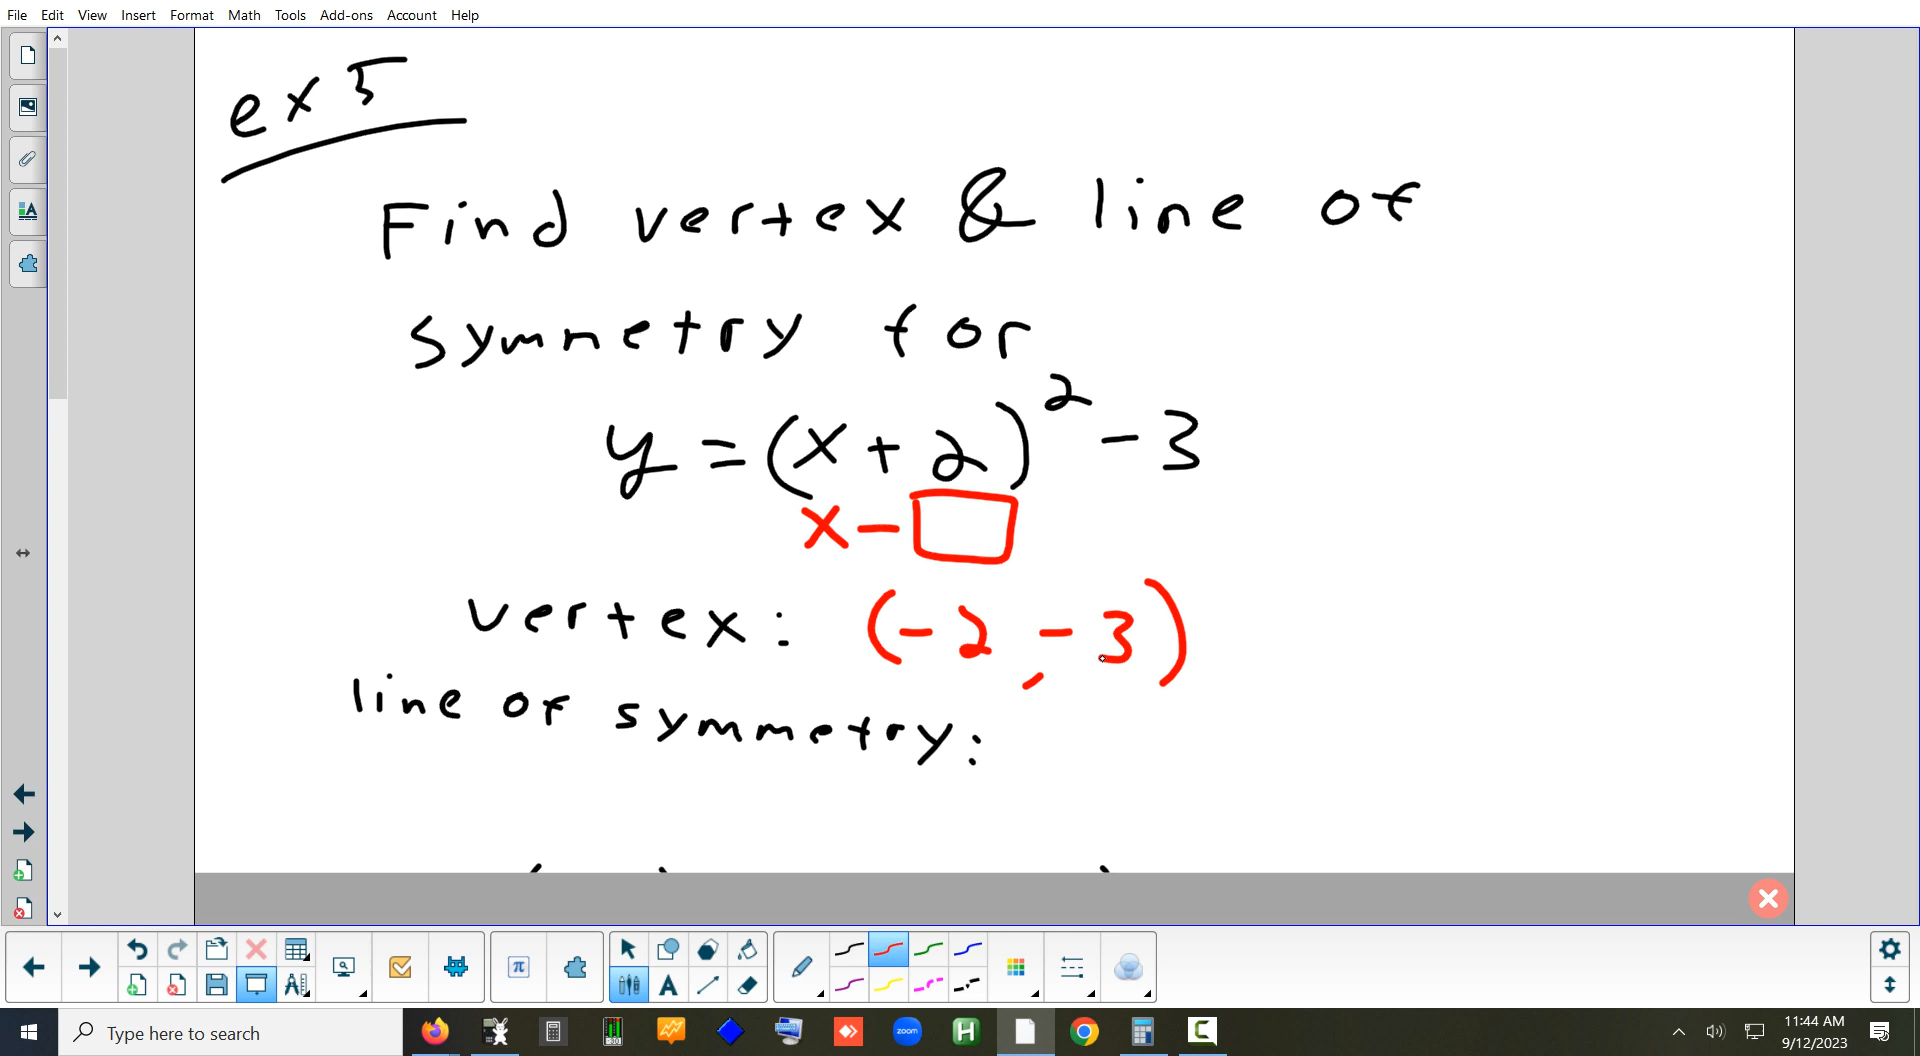 File Edit View Insert Format Math Tools Add-ons Account Help
ex 5
Find vertex & line of
symmetry for
y = (x + 2)² - 3
x - □
vertex: (-2, -3)
line of symmetry:
Type here to search
zoom
11:44 AM
9/12/2023